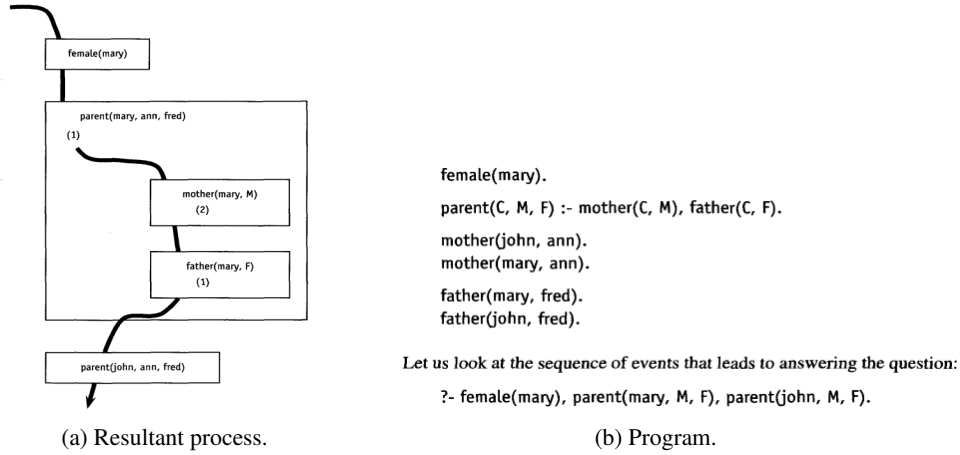 female(mary)
parent(mary, ann, fred)
(1)
mother(mary, M)
(2)
father(mary, F)
(1)
parent(john, ann, fred)
(a) Resultant process.
female(mary).
parent(C, M, F) :- mother(C, M), father(C, F).
mother(john, ann).
mother(mary, ann).
father(mary, fred).
father(john, fred).
Let us look at the sequence of events that leads to answering the question:
?- female(mary), parent(mary, M, F), parent(john, M, F).
(b) Program.